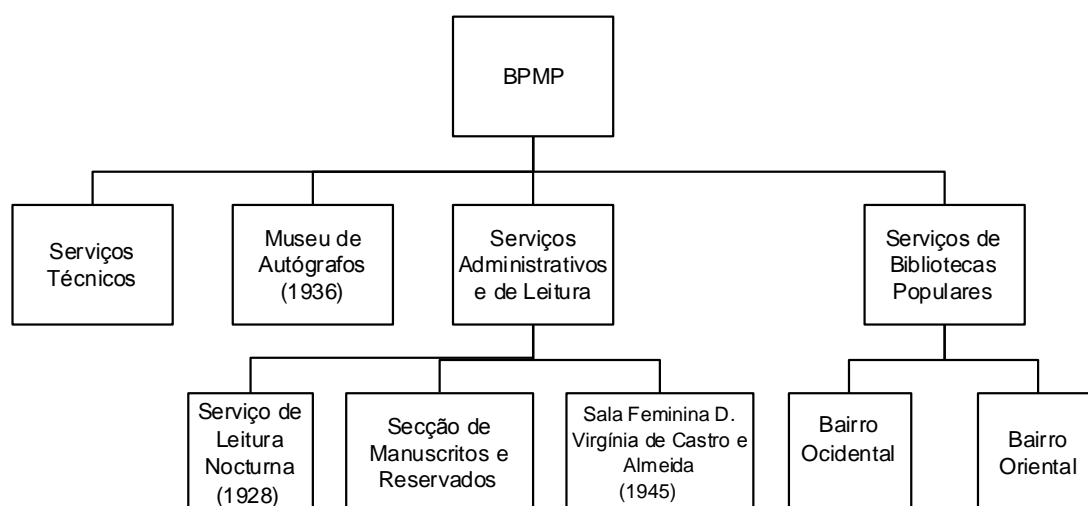 BPMP
Serviços
Técnicos
Museu de
Autógrafos
(1936)
Serviços
Administrativos
e de Leitura
Serviços de
Bibliotecas
Populares
Serviço de
Leitura
Nocturna
(1928)
Secção de
Manuscritos e
Reservados
Sala Feminina D.
Virgínia de Castro e
Almeida
(1945)
Bairro
Ocidental
Bairro
Oriental